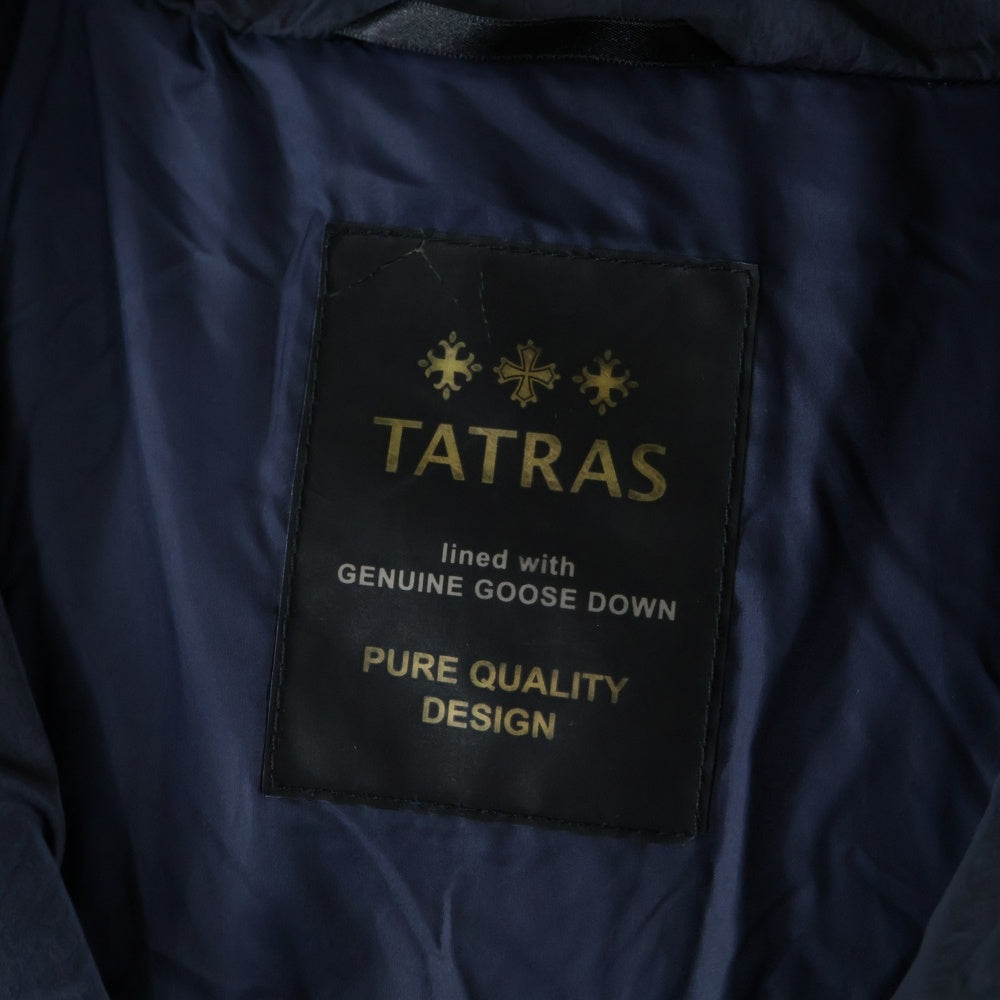 TATRAS
lined with
GENUINE GOOSE DOWN
PURE QUALITY
DESIGN